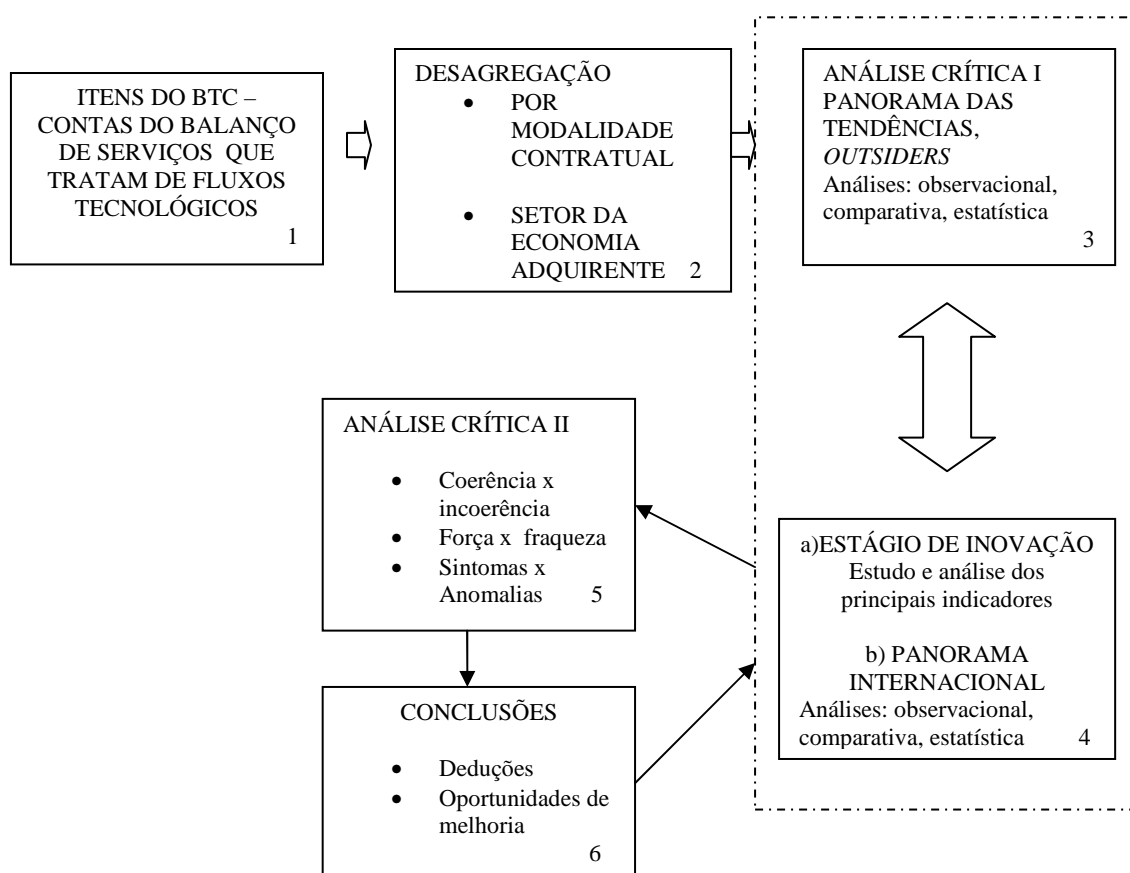 ITENS DO BTC –
CONTAS DO BALANÇO
DE SERVIÇOS QUE
TRATAM DE FLUXOS
TECNOLÓGICOS
1
DESAGREGAÇÃO
• POR
MODALIDADE
CONTRATUAL
• SETOR DA
ECONOMIA
ADQUIRENTE 2
ANÁLISE CRÍTICA I
PANORAMA DAS
TENDÊNCIAS,
OUTSIDERS
Análises: observacional,
comparativa, estatística
3
a)ESTÁGIO DE INOVAÇÃO
Estudo e análise dos
principais indicadores
b) PANORAMA
INTERNACIONAL
Análises: observacional,
comparativa, estatística 4
ANÁLISE CRÍTICA II
• Coerência x
incoerência
• Força x fraqueza
• Sintomas x
Anomalias 5
CONCLUSÕES
• Deduções
• Oportunidades de
melhoria
6